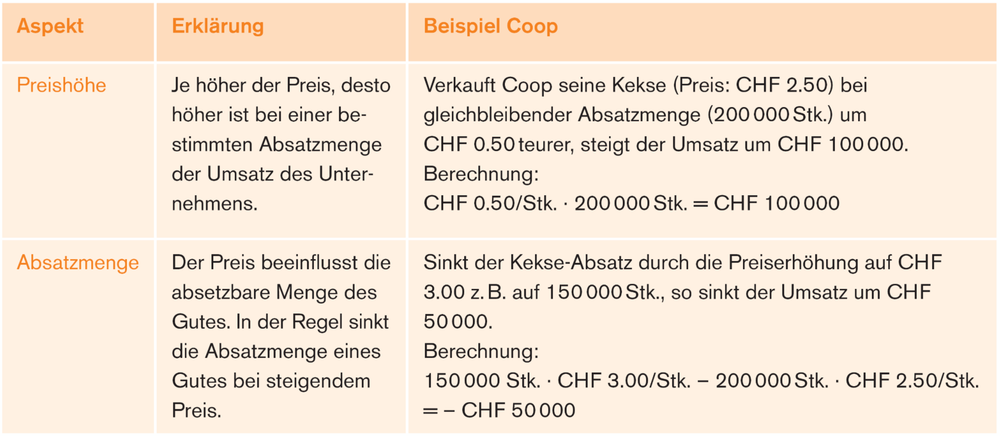 Aspekt
Erklärung
Beispiel Coop
Preishöhe
Je höher der Preis, desto
höher ist bei einer be-
stimmten Absatzmenge
der Umsatz des Unter-
nehmens.
Verkauft Coop seine Kekse (Preis: CHF 2.50) bei
gleichbleibender Absatzmenge (200 000 Stk.) um
CHF 0.50 teurer, steigt der Umsatz um CHF 100 000.
Berechnung:
CHF 0.50/Stk. · 200 000 Stk. = CHF 100 000
Absatzmenge
Der Preis beeinflusst die
absetzbare Menge des
Gutes. In der Regel sinkt
die Absatzmenge eines
Gutes bei steigendem
Preis.
Sinkt der Kekse-Absatz durch die Preiserhöhung auf CHF
3.00 z. B. auf 150 000 Stk., so sinkt der Umsatz um CHF
50 000.
Berechnung:
150 000 Stk. · CHF 3.00/Stk. – 200 000 Stk. · CHF 2.50/Stk.
= – CHF 50 000